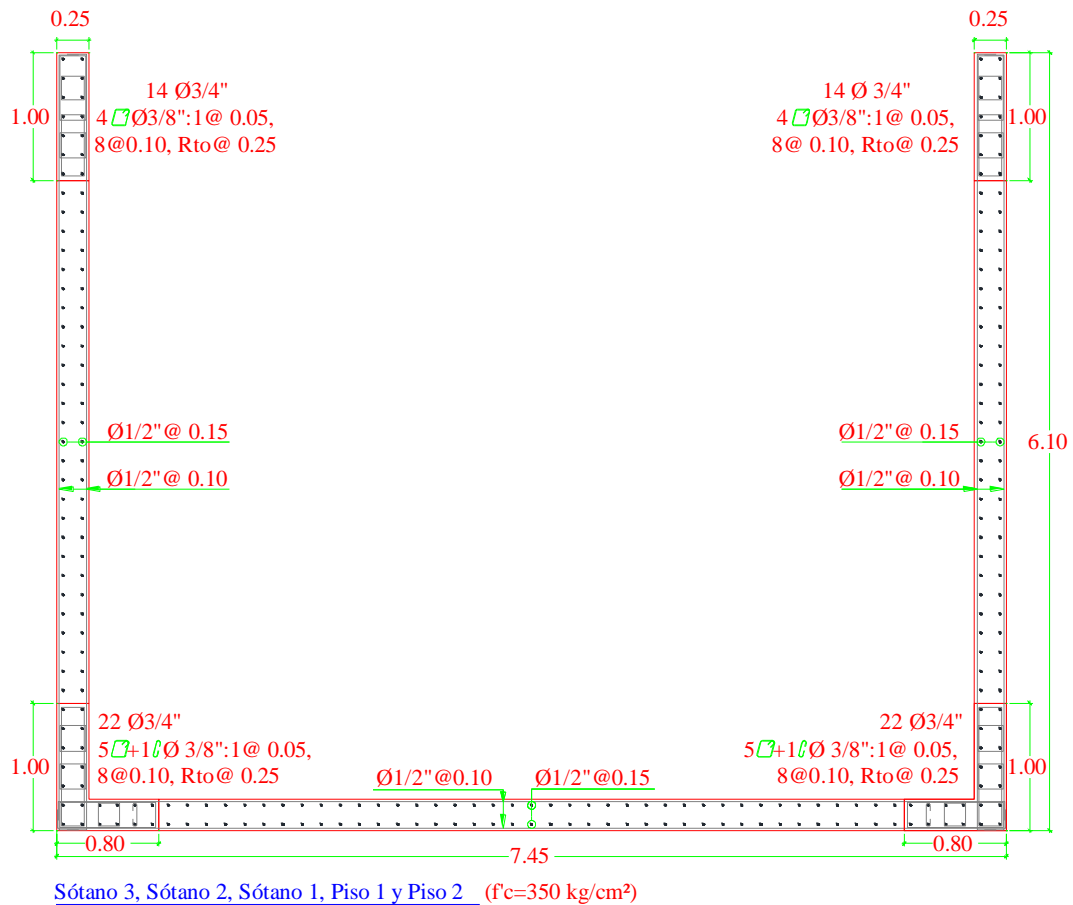 0.25
0.25
14 Ø3/4"
4 Ø3/8":1@ 0.05,
8@0.10, Rto@ 0.25
1.00
14 Ø 3/4"
4 Ø3/8":1@ 0.05,
8@ 0.10, Rto@ 0.25
1.00
Ø1/2"@ 0.15
Ø1/2"@ 0.10
Ø1/2"@ 0.15
Ø1/2"@ 0.10
6.10
22 Ø3/4"
5 +1 Ø 3/8":1@ 0.05,
8@0.10, Rto@ 0.25
1.00
Ø1/2"@0.10
Ø1/2"@0.15
22 Ø3/4"
5 +1 Ø 3/8":1@ 0.05,
8@0.10, Rto@ 0.25
1.00
0.80
0.80
7.45
Sótano 3, Sótano 2, Sótano 1, Piso 1 y Piso 2 (f'c=350 kg/cm²)